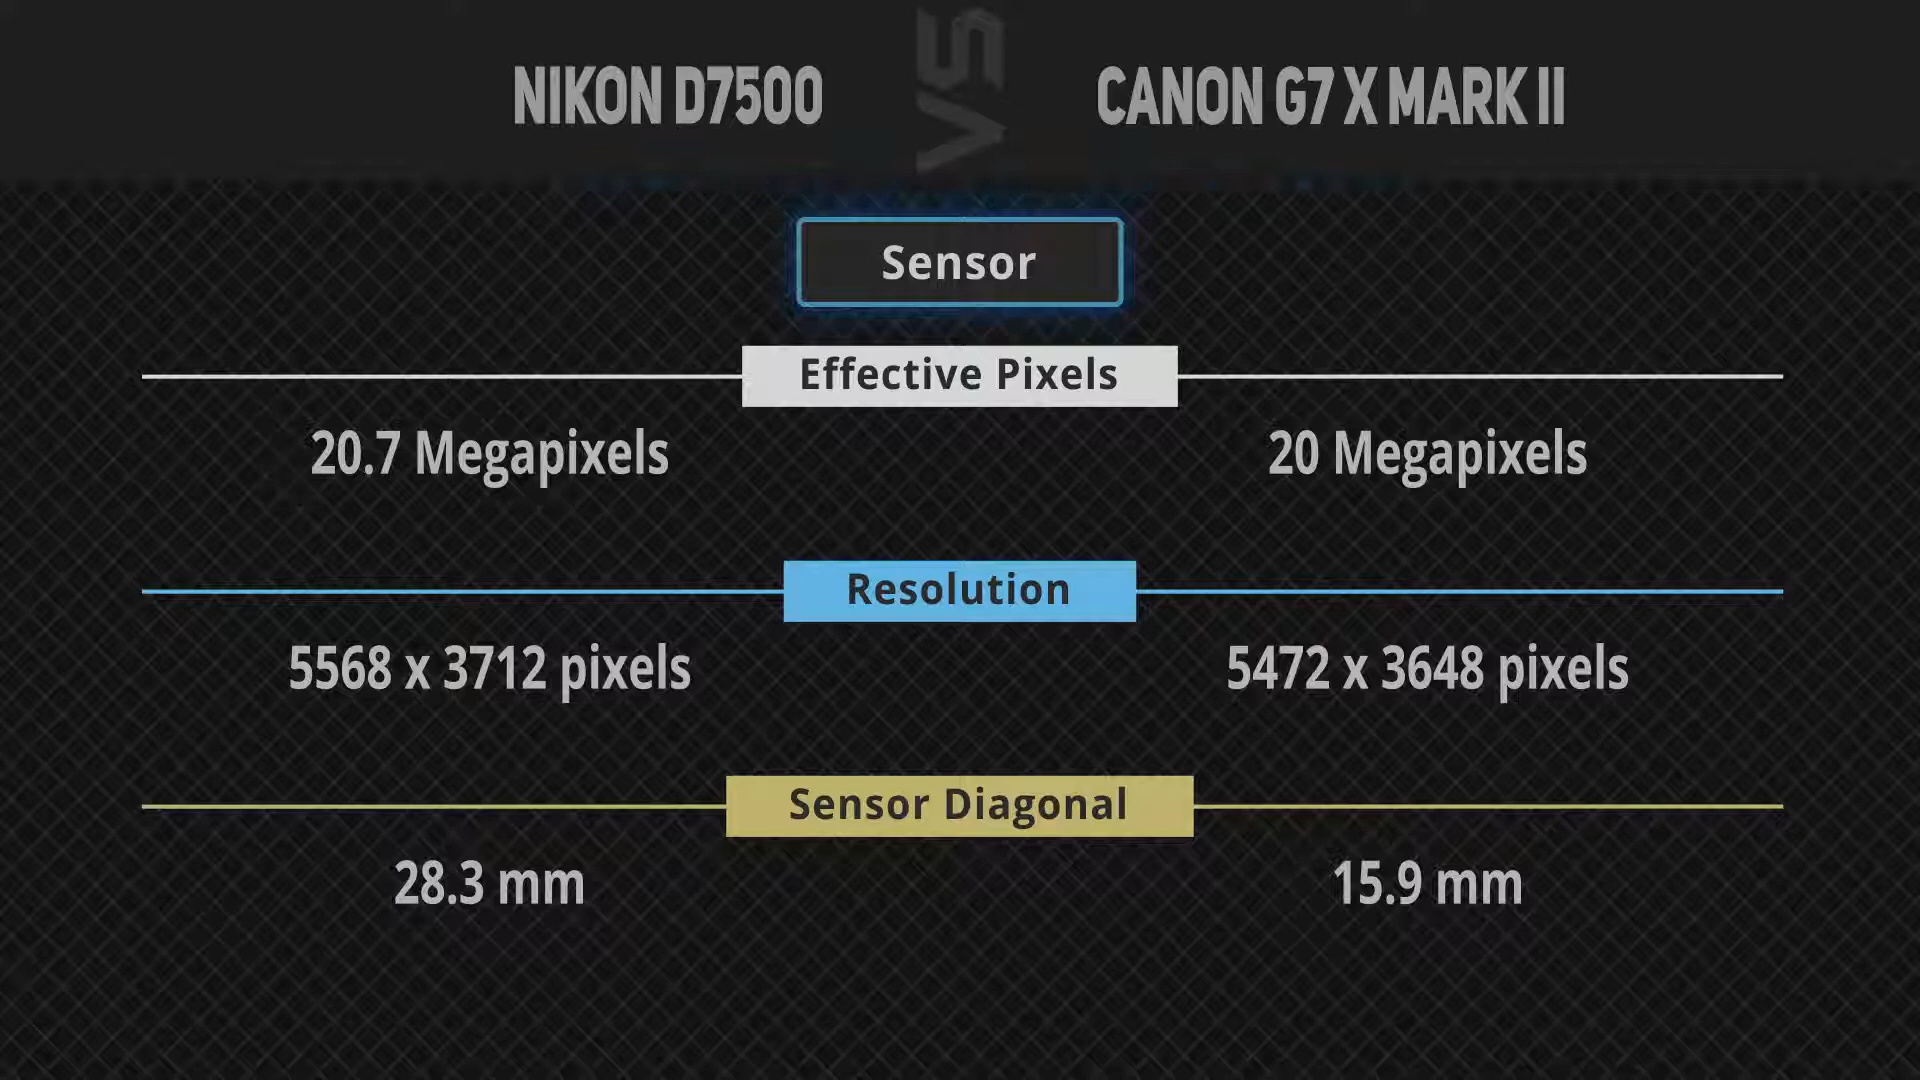 NIKON D7500 VS CANON G7 X MARK II
Sensor
Effective Pixels
20.7 Megapixels 20 Megapixels
Resolution
5568 x 3712 pixels 5472 x 3648 pixels
Sensor Diagonal
28.3 mm 15.9 mm